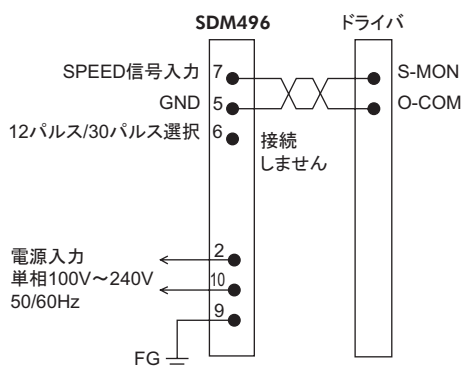 SDM496
ドライバ
SPEED信号入力 7
S-MON
GND 5
O-COM
12パルス/30パルス選択 6
接続
しません
電源入力
単相100V～240V
50/60Hz
2
10
9
FG